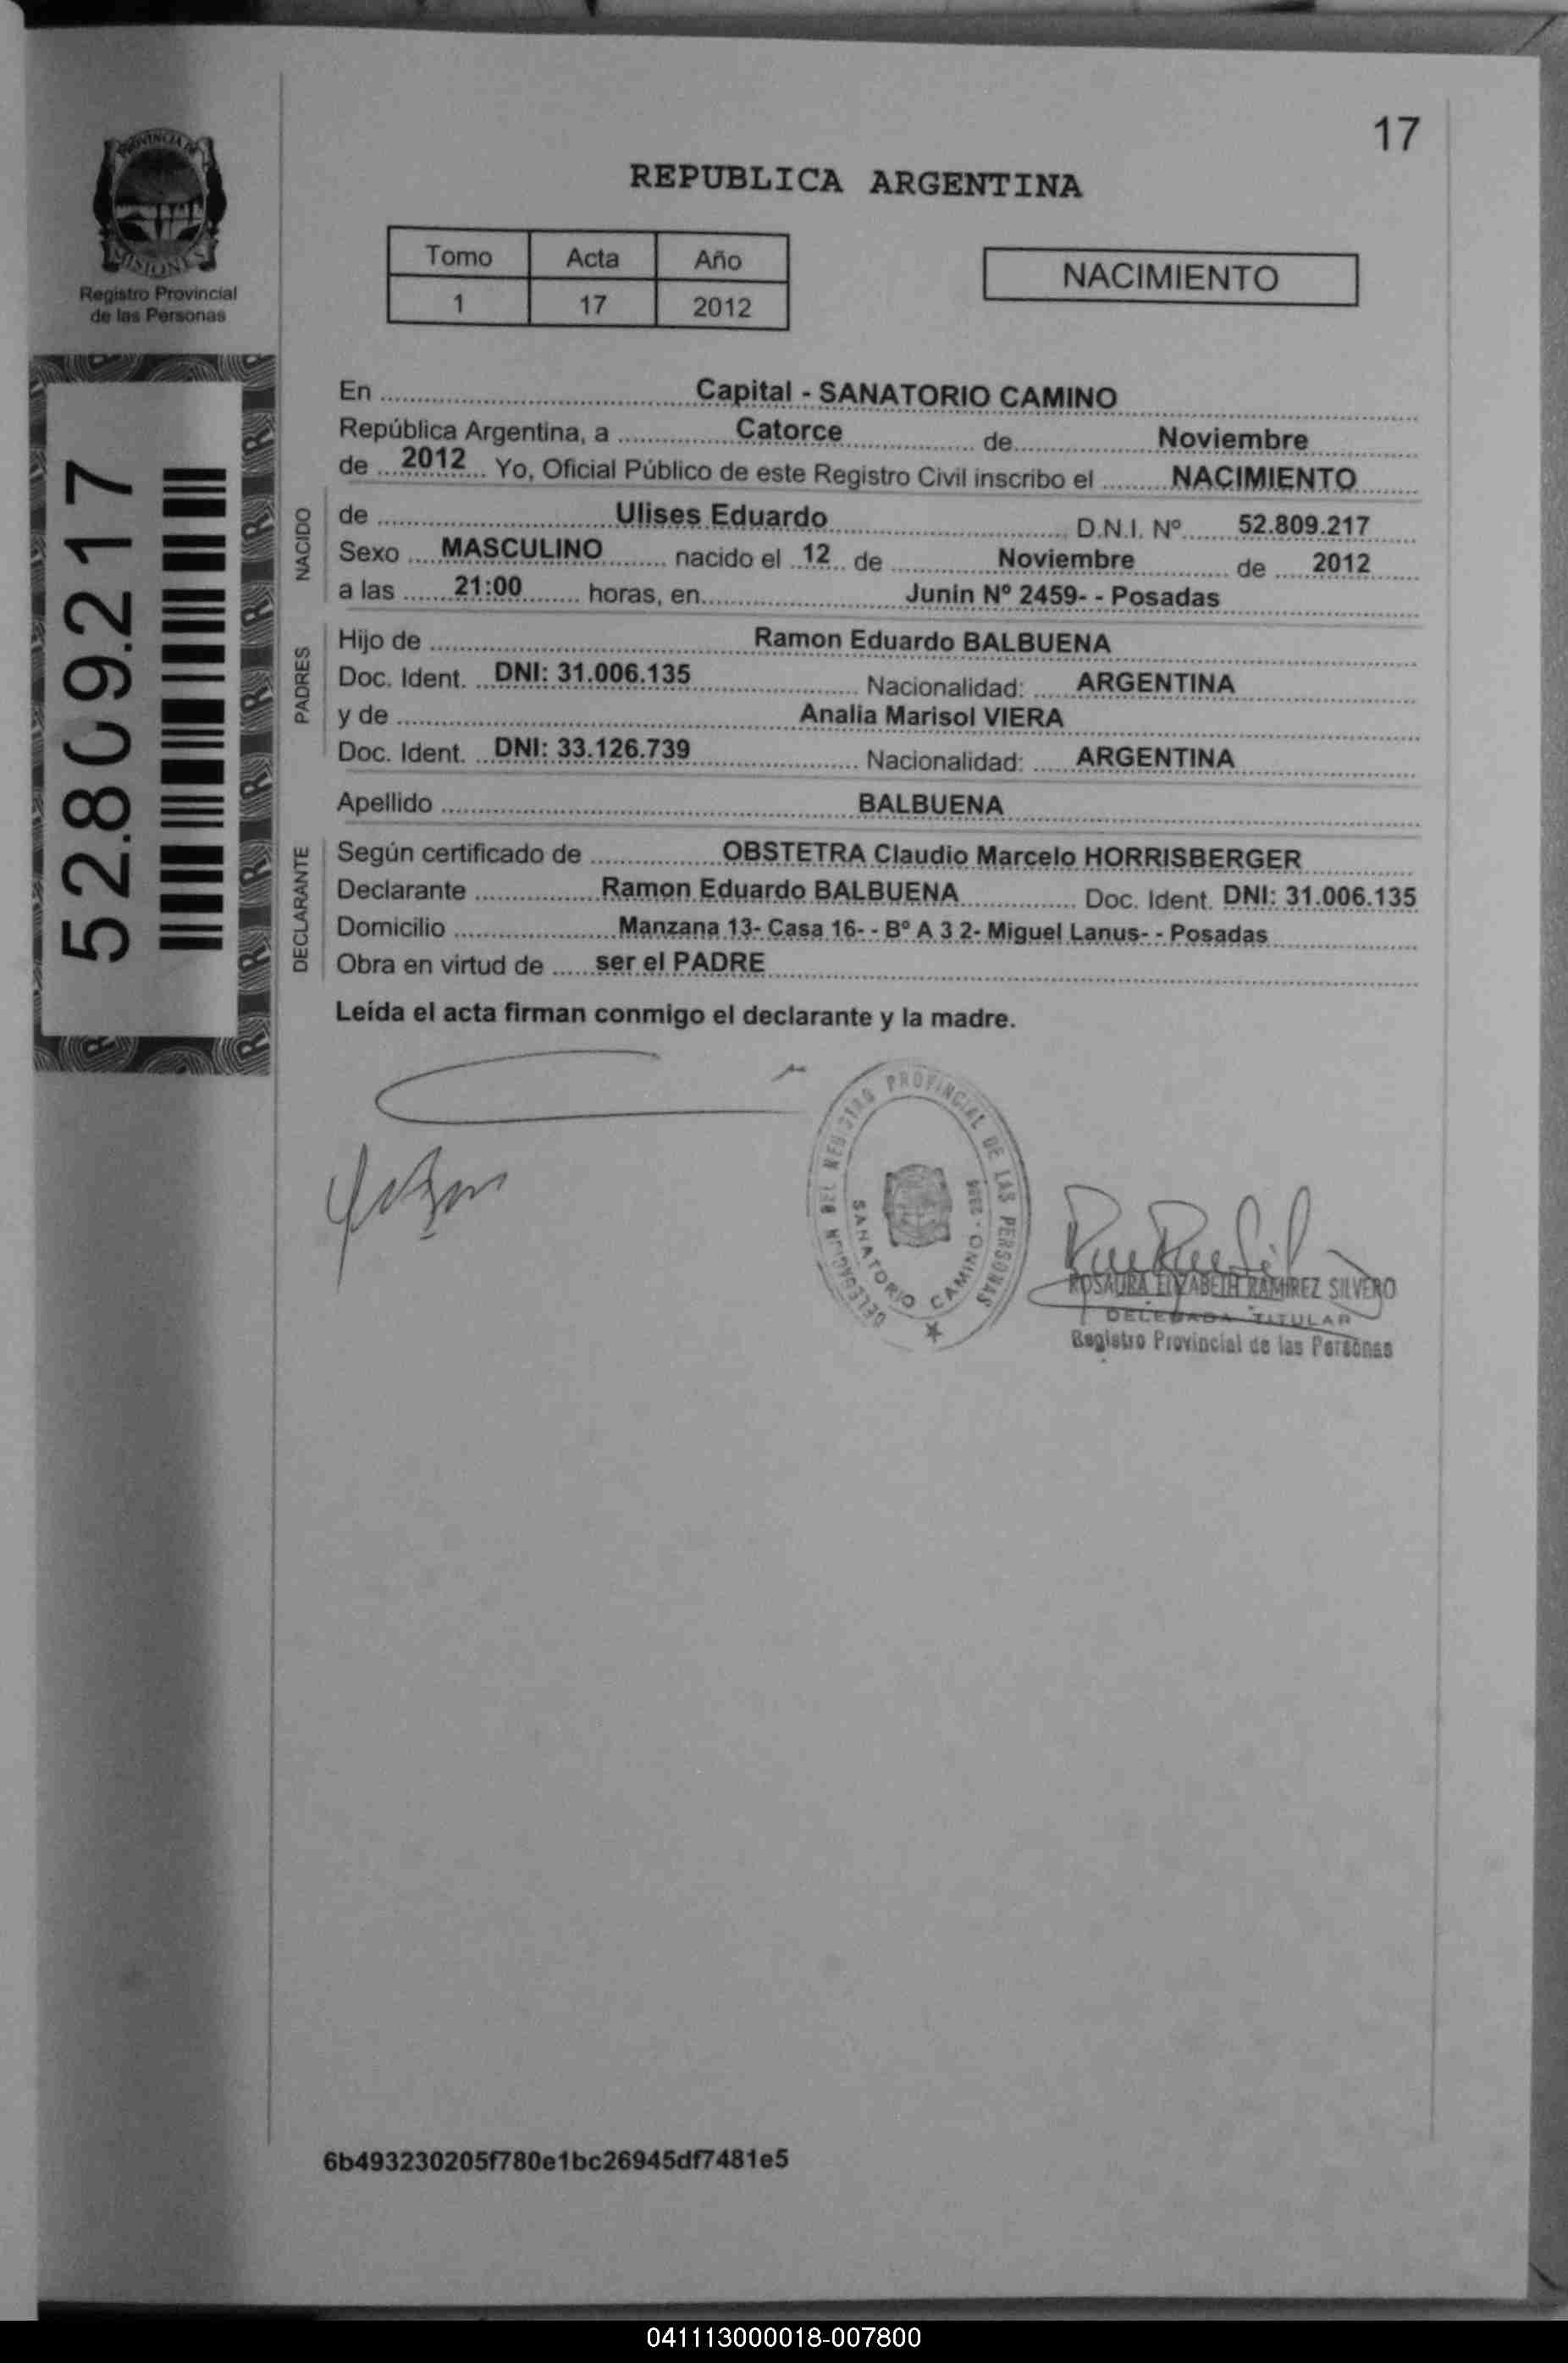 17
PROVINCIA DE
MISIONES
Registro Provincial
de las Personas
REPUBLICA ARGENTINA
Tomo Acta Año
1 17 2012
NACIMIENTO
52.809.217
NACIDO
En Capital - SANATORIO CAMINO
República Argentina, a Catorce de Noviembre
de 2012 Yo, Oficial Público de este Registro Civil inscribo el NACIMIENTO
de Ulises Eduardo D.N.I. Nº 52.809.217
Sexo MASCULINO nacido el 12 de Noviembre de 2012
a las 21:00 horas, en Junin Nº 2459- - Posadas
PADRES
Hijo de Ramon Eduardo BALBUENA
Doc. Ident. DNI: 31.006.135 Nacionalidad: ARGENTINA
y de Analia Marisol VIERA
Doc. Ident. DNI: 33.126.739 Nacionalidad: ARGENTINA
Apellido BALBUENA
DECLARANTE
Según certificado de OBSTETRA Claudio Marcelo HORRISBERGER
Declarante Ramon Eduardo BALBUENA Doc. Ident. DNI: 31.006.135
Domicilio Manzana 13- Casa 16- - Bº A 3 2- Miguel Lanus- - Posadas
Obra en virtud de ser el PADRE
Leída el acta firman conmigo el declarante y la madre.
DELEGACION DEL REGISTRO PROVINCIAL DE LAS PERSONAS
SANATORIO CAMINO
ROSAURA ELIZABETH RAMIREZ SILVERO
DELEGADA TITULAR
Registro Provincial de las Personas
6b493230205f780e1bc26945df7481e5
041113000018-007800